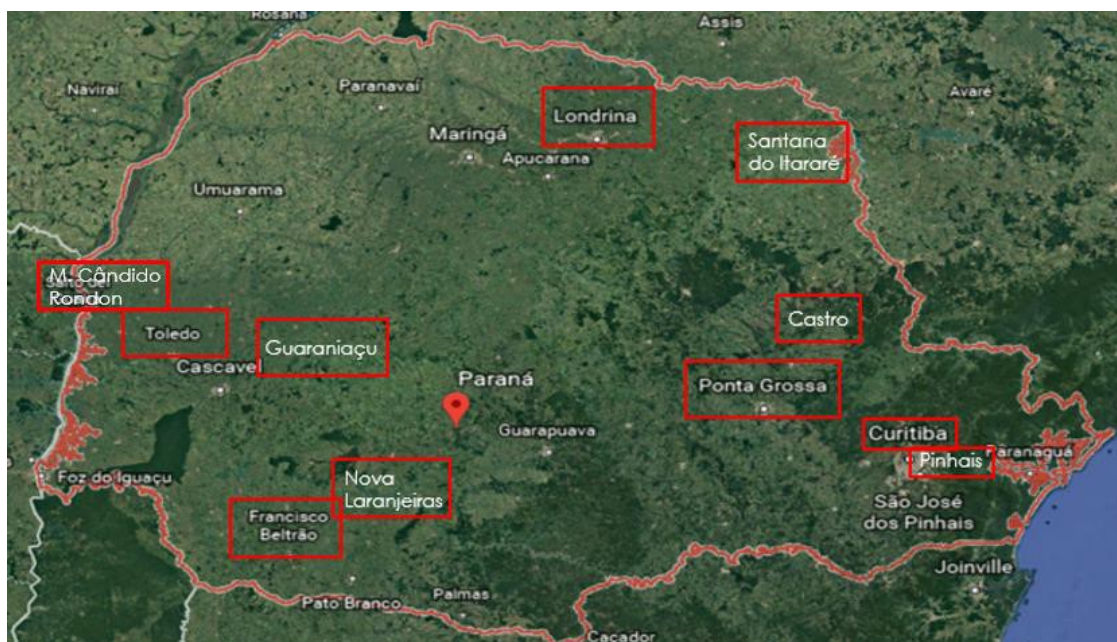 Rosana
Assis
Naviraí
Paranavaí
Avaré
Londrina
Maringá
Apucarana
Santana
do Itararé
Umuarama
M. Cândido
Rondon
Salto del
Toledo
Castro
Guaraniaçu
Cascavel
Paraná
Ponta Grossa
Guarapuava
Curitiba
Pinhais
Paranaguá
Foz do Iguaçu
Nova
Laranjeiras
São José
dos Pinhais
Francisco
Beltrão
Joinville
Pato Branco
Palmas
Caçador